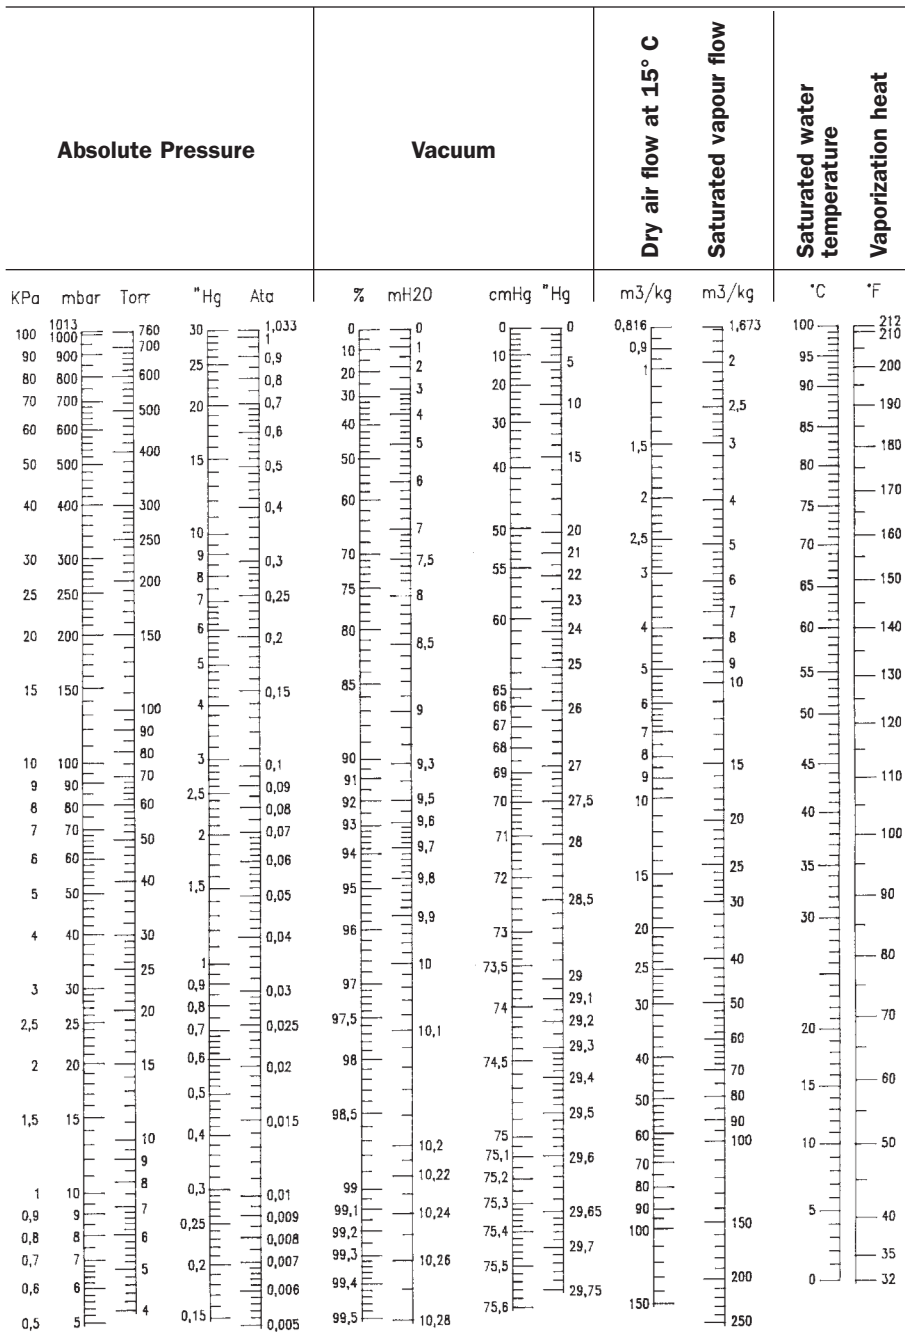 Absolute Pressure
Vacuum
Dry air flow at 15° C
Saturated vapour flow
Saturated water
temperature
Vaporization heat
KPa mbar Torr "Hg Ata % mH2O cmHg "Hg m3/kg m3/kg °C °F
1013 760 30 1,033 0 0 0 0 0,816 1,673 100 212
100 1000 1 210
700 10 1 0,9
90 900 0,9 10 5 2 95
25 20 2 1 200
80 800 600 0,8 20 90
70 700 20 0,7 30 3 10 2,5 190
500 4 30
60 600 0,6 40 5 1,5 3 85 180
50 500 400 15 0,5 50 40 15 80
6 170
40 400 300 0,4 60 2 4 75
10 7 50 20
250 2,5 5 70 160
30 300 9 0,3 70 7,5 21
200 8 55 22 3 6 150
25 250 7 0,25 75 8 23 65
60 7
20 200 150 6 0,2 80 24 4 8 60 140
8,5
5 25 5 9 55
15 150 0,15 85 65 10 130
100 4 9 66 26 6 50
90 67 7 120
80 3 90 68 8
10 100 0,1 9,3 27 15 45
70 91 69 9 110
9 90 2,5 0,09
8 80 60 0,08 92 9,5 70 27,5 10 40
7 70 50 2 0,07 93 9,6 71 20 100
28
6 60 0,06 94 9,7 25 35
40 1,5 9,8 72 15
5 50 0,05 95 28,5 30 90
9,9
4 40 30 0,04 96 73 20 30
25 1 10 73,5 29 25 40 80
0,9 97
3 30 0,03 29,1
20 0,8 74 30 50
2,5 25 0,7 0,025 97,5 10,1 29,2 20 70
29,3 60
2 20 15 0,6 0,02 98 74,5 40
29,4 70 15 60
0,5 50 80
1,5 15 0,015 98,5 29,5 90
10 0,4 10,2 75 60 100 10 50
9 75,1 29,6
8 0,3 10,22 75,2 70
1 10 0,01 99 80
7 75,3 29,65
0,9 9 0,25 0,009 99,1 10,24 90 150 5 40
0,8 8 6 0,008 99,2 75,4 100
0,7 7 5 0,2 0,007 99,3 10,26 29,7 35
75,5
0,6 6 0,006 99,4 29,75 200 0 32
4 0,15 75,6 150
0,5 5 0,005 99,5 10,28 250